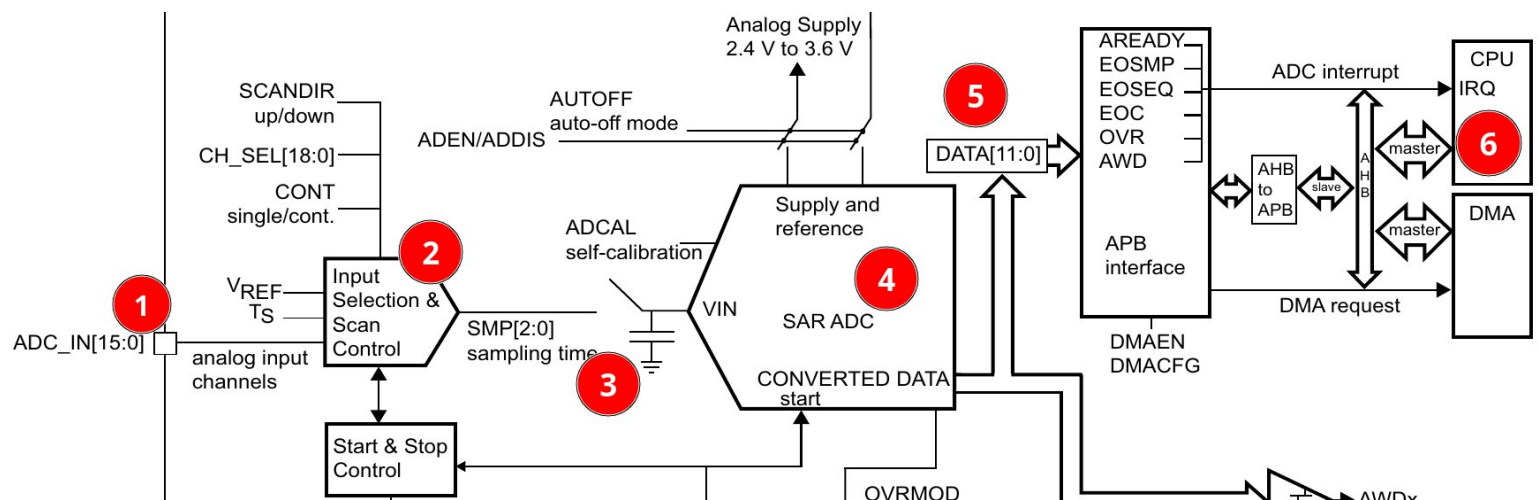 Analog Supply
2.4 V to 3.6 V
SCANDIR
up/down
CH_SEL[18:0]
CONT
single/cont.
AUTOFF
auto-off mode
ADEN/ADDIS
5
DATA[11:0]
AREADY
EOSMP
EOSEQ
EOC
OVR
AWD
APB
interface
ADC interrupt
CPU
IRQ
6
master
AHB
to
APB
slave
A
H
B
master
DMA
DMA request
DMAEN
DMACFG
1
ADC_IN[15:0]
analog input
channels
VREF
TS
2
Input
Selection &
Scan
Control
SMP[2:0]
sampling time
3
ADCAL
self-calibration
VIN
Supply and
reference
4
SAR ADC
CONVERTED DATA
start
Start & Stop
Control
OVRMOD
AWDx